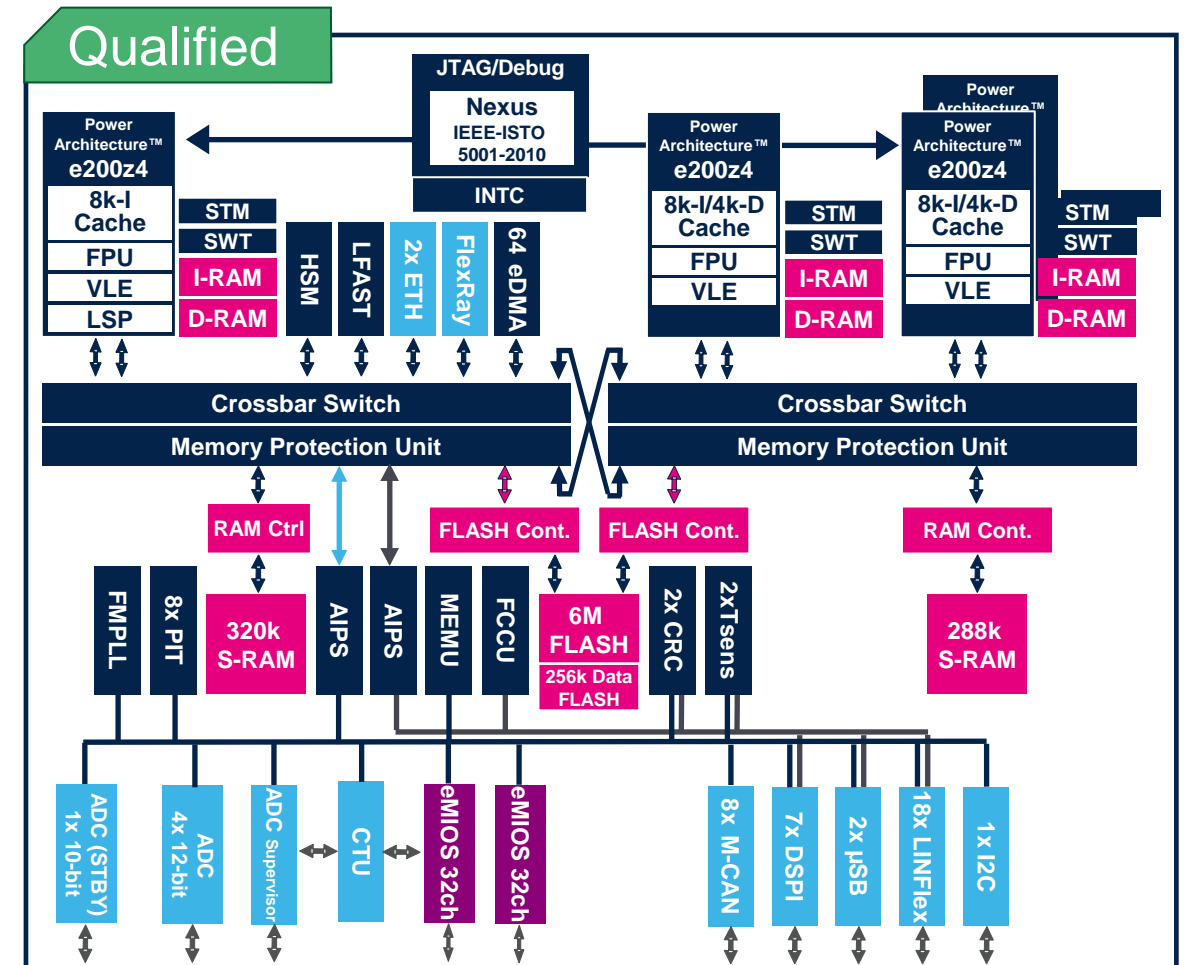 Qualified
JTAG/Debug
Nexus
IEEE-ISTO
5001-2010
INTC
Power
Architecture™
e200z4
8k-I
Cache
FPU
VLE
LSP
STM
SWT
I-RAM
D-RAM
HSM
LFAST
2x ETH
FlexRay
64 eDMA
Power
Architecture™
e200z4
8k-I/4k-D
Cache
FPU
VLE
STM
SWT
I-RAM
D-RAM
Power
Architecture™
Power
Architecture™
e200z4
8k-I/4k-D
Cache
FPU
VLE
STM
SWT
I-RAM
D-RAM
Crossbar Switch
Memory Protection Unit
Crossbar Switch
Memory Protection Unit
RAM Ctrl
FLASH Cont.
FLASH Cont.
RAM Cont.
FMPLL
8x PIT
320k
S-RAM
AIPS
AIPS
MEMU
FCCU
6M
FLASH
256k Data
FLASH
2x CRC
2xTsens
288k
S-RAM
ADC (STBY)
1x 10-bit
ADC
4x 12-bit
ADC Supervisor
CTU
eMIOS 32ch
eMIOS 32ch
8x M-CAN
7x DSPI
2x µSB
18x LINFlex
1x I2C